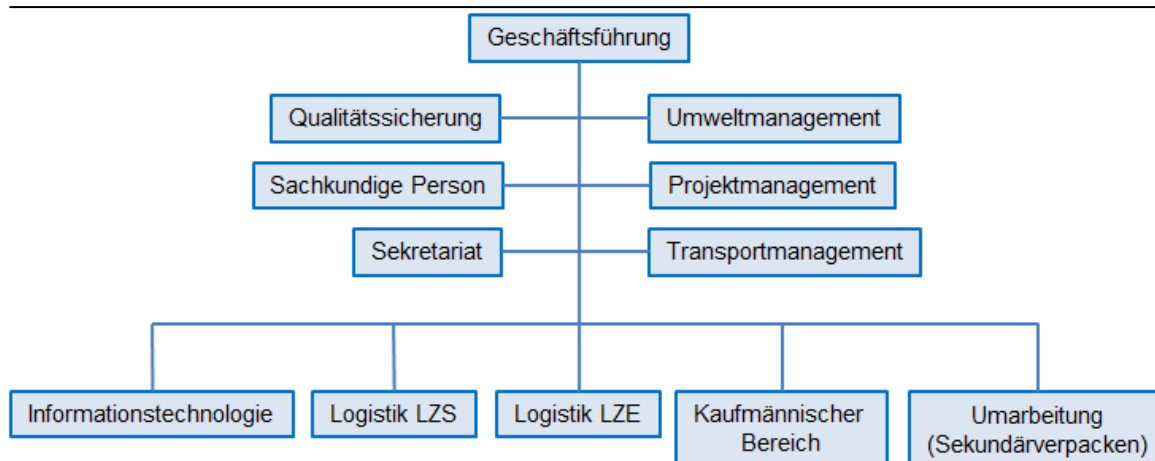 Geschäftsführung
Qualitätssicherung
Umweltmanagement
Sachkundige Person
Projektmanagement
Sekretariat
Transportmanagement
Informationstechnologie
Logistik LZS
Logistik LZE
Kaufmännischer
Bereich
Umarbeitung
(Sekundärverpacken)